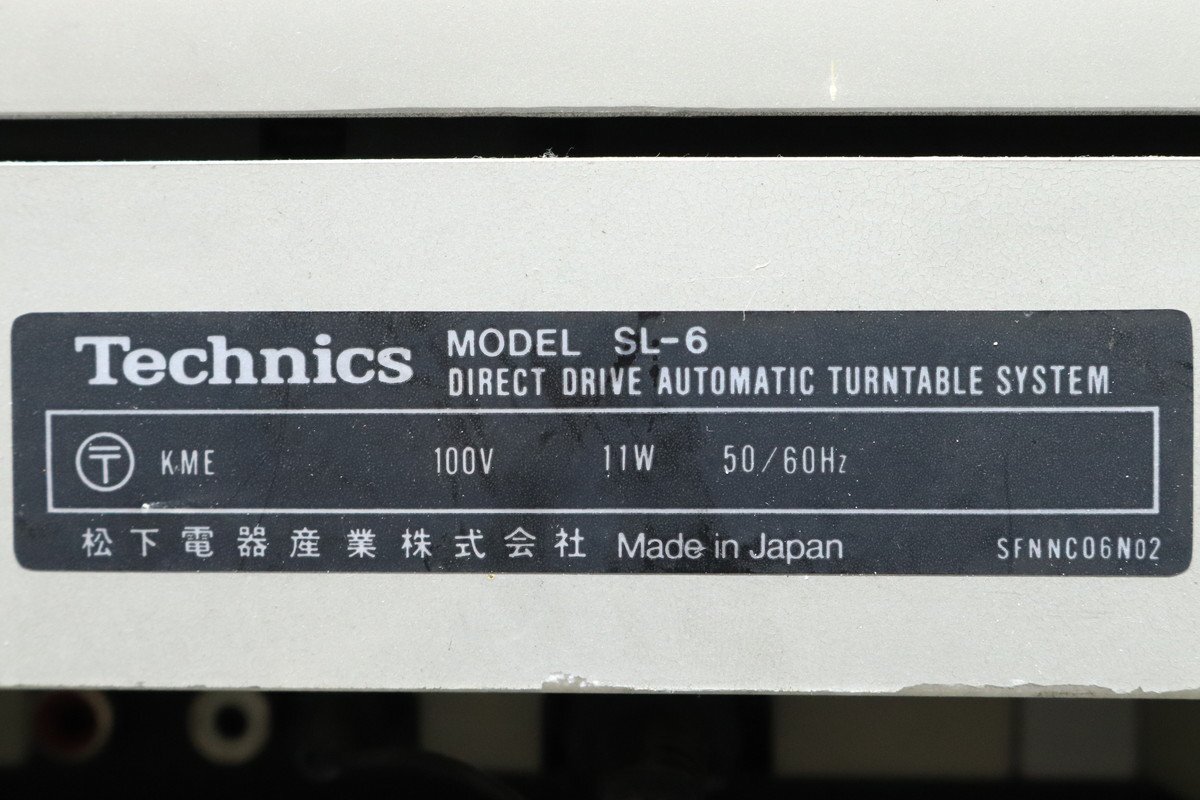 Technics MODEL SL-6
DIRECT DRIVE AUTOMATIC TURNTABLE SYSTEM
〶 KME 100V 11W 50/60Hz
松下電器産業株式会社 Made in Japan SFNNC06N02